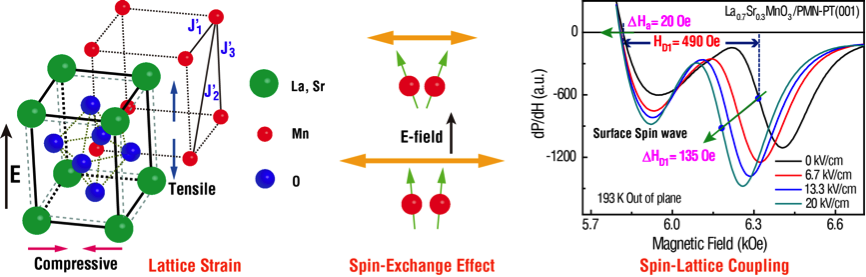 J'1
J'3
J'2
E
Tensile
Compressive
Lattice Strain
La, Sr
Mn
O
E-field
Spin-Exchange Effect
La0.7Sr0.3MnO3/PMN-PT(001)
ΔHa= 20 Oe
HD1= 490 Oe
Surface Spin wave
ΔHD1= 135 Oe
0 kV/cm
6.7 kV/cm
13.3 kV/cm
20 kV/cm
193 K Out of plane
dP/dH (a.u.)
0
-600
-1200
5.7 6.0 6.3 6.6
Magnetic Field (kOe)
Spin-Lattice Coupling